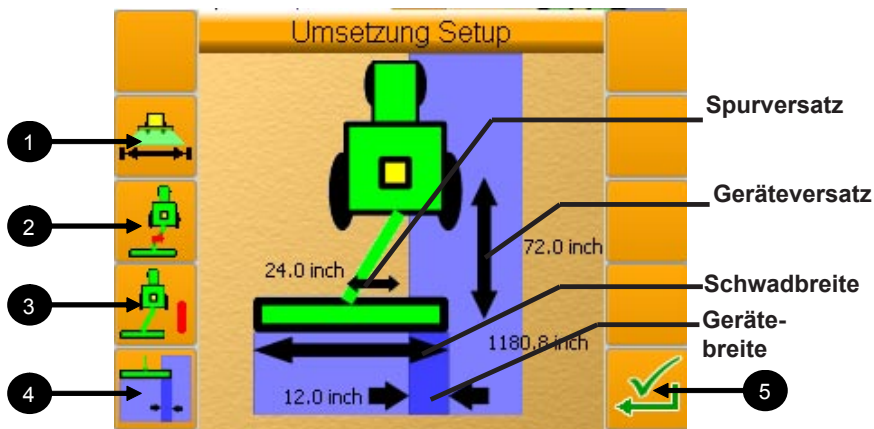 Umsetzung Setup
1
2
3
4
5
Spurversatz
Geräteversatz
Schwadbreite
Geräte-
breite
24.0 inch
72.0 inch
1180.8 inch
12.0 inch